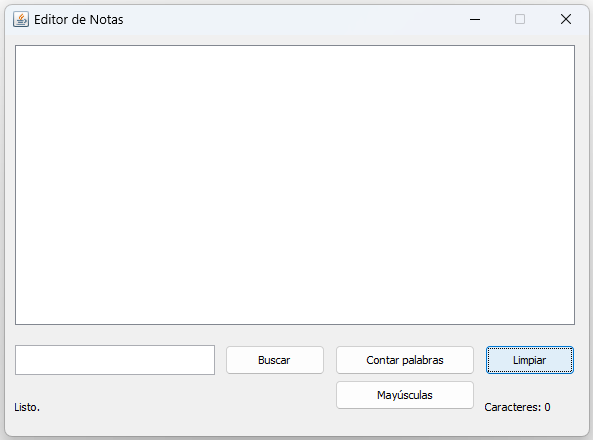 Editor de Notas
Buscar
Contar palabras
Limpiar
Mayúsculas
Listo.
Caracteres: 0